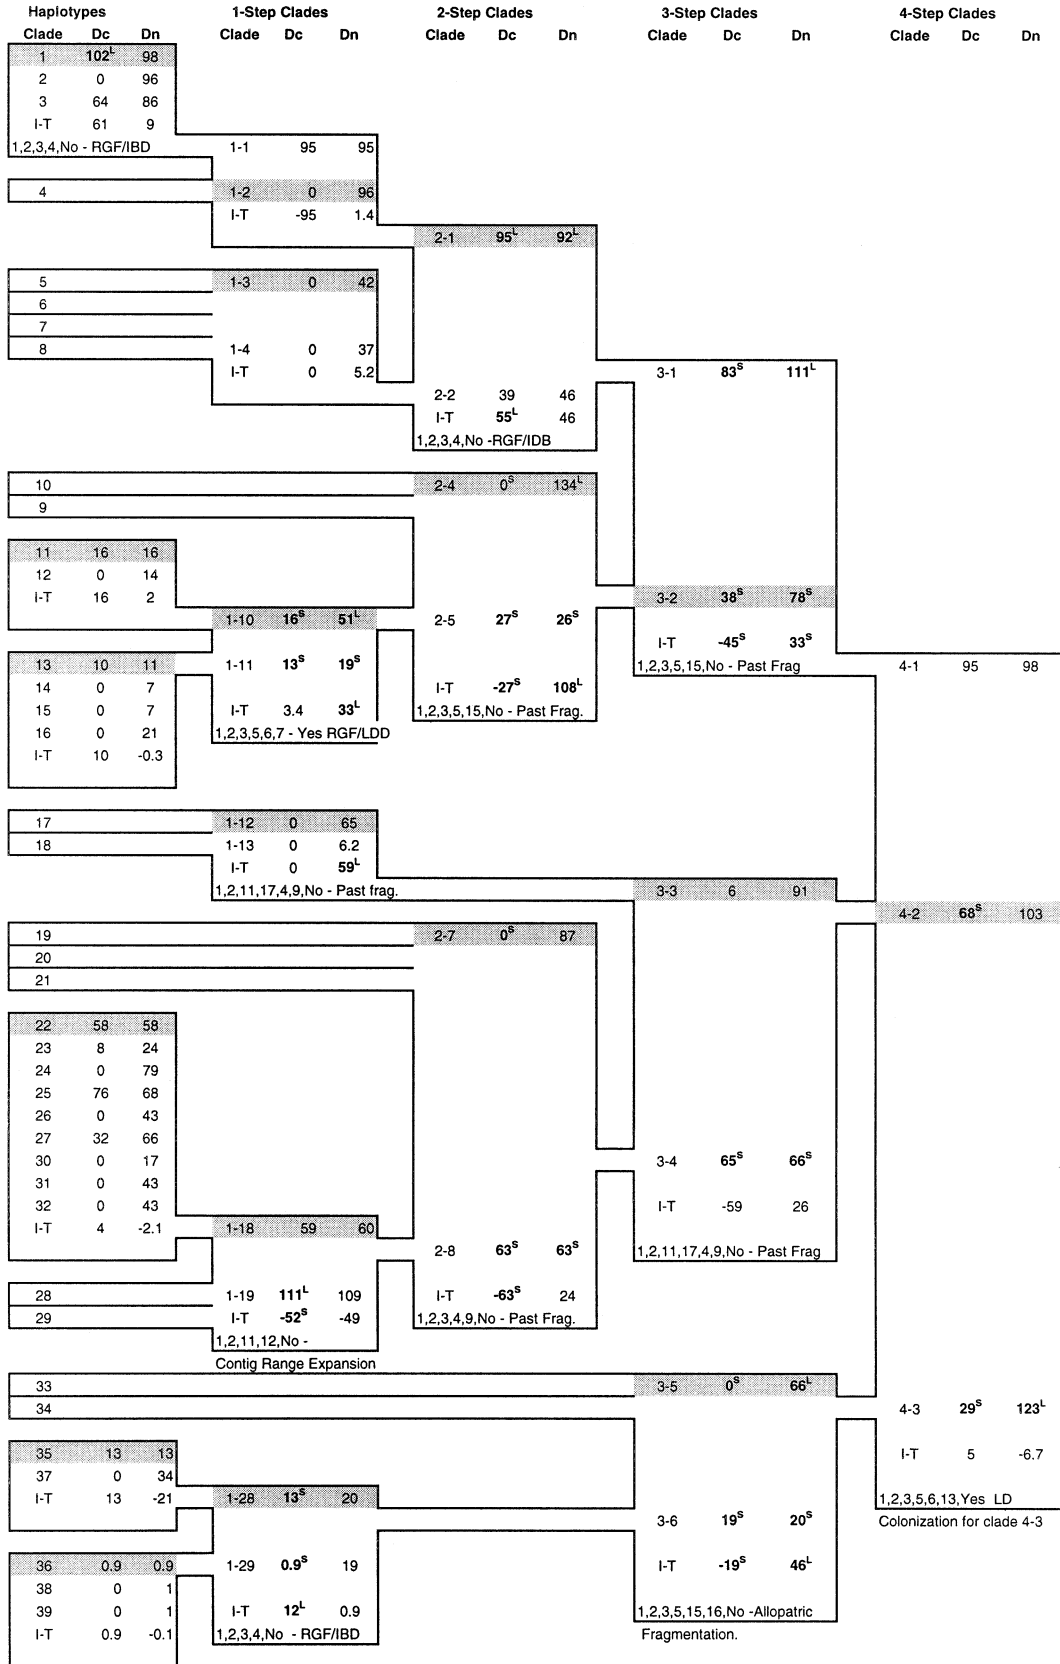 Haplotypes 1-Step Clades 2-Step Clades 3-Step Clades 4-Step Clades
Clade Dc Dn Clade Dc Dn Clade Dc Dn Clade Dc Dn Clade Dc Dn
1 102L 98
2 0 96
3 64 86
I-T 61 9
1,2,3,4,No - RGF/IBD 1-1 95 95
4 1-2 0 96
I-T -95 1.4
2-1 95L 92L
5 1-3 0 42
6
7
8 1-4 0 37
I-T 0 5.2 3-1 83S 111L
2-2 39 46
I-T 55L 46
1,2,3,4,No -RGF/IDB
10 2-4 0S 134L
9
11 16 16
12 0 14
I-T 16 2 3-2 38S 78S
1-10 16S 51L 2-5 27S 26S
I-T -45S 33S
13 10 11 1-11 13S 19S 1,2,3,5,15,No - Past Frag 4-1 95 98
14 0 7 I-T -27S 108L
15 0 7 I-T 3.4 33L 1,2,3,5,15,No - Past Frag.
16 0 21 1,2,3,5,6,7 - Yes RGF/LDD
I-T 10 -0.3
17 1-12 0 65
18 1-13 0 6.2
I-T 0 59L
1,2,11,17,4,9,No - Past frag. 3-3 6 91
4-2 68S 103
19 2-7 0S 87
20
21
22 58 58
23 8 24
24 0 79
25 76 68
26 0 43
27 32 66
30 0 17 3-4 65S 66S
31 0 43
32 0 43 I-T -59 26
I-T 4 -2.1 1-18 59 60
2-8 63S 63S 1,2,11,17,4,9,No - Past Frag
28 1-19 111L 109 I-T -63S 24
29 I-T -52S -49 1,2,3,4,9,No - Past Frag.
1,2,11,12,No -
Contig Range Expansion
33 3-5 0S 66L
34 4-3 29S 123L
35 13 13 I-T 5 -6.7
37 0 34
I-T 13 -21 1-28 13S 20 1,2,3,5,6,13,Yes LD
3-6 19S 20S Colonization for clade 4-3
36 0.9 0.9 1-29 0.9S 19 I-T -19S 46L
38 0 1
39 0 1 I-T 12L 0.9 1,2,3,5,15,16,No -Allopatric
I-T 0.9 -0.1 1,2,3,4,No - RGF/IBD Fragmentation.